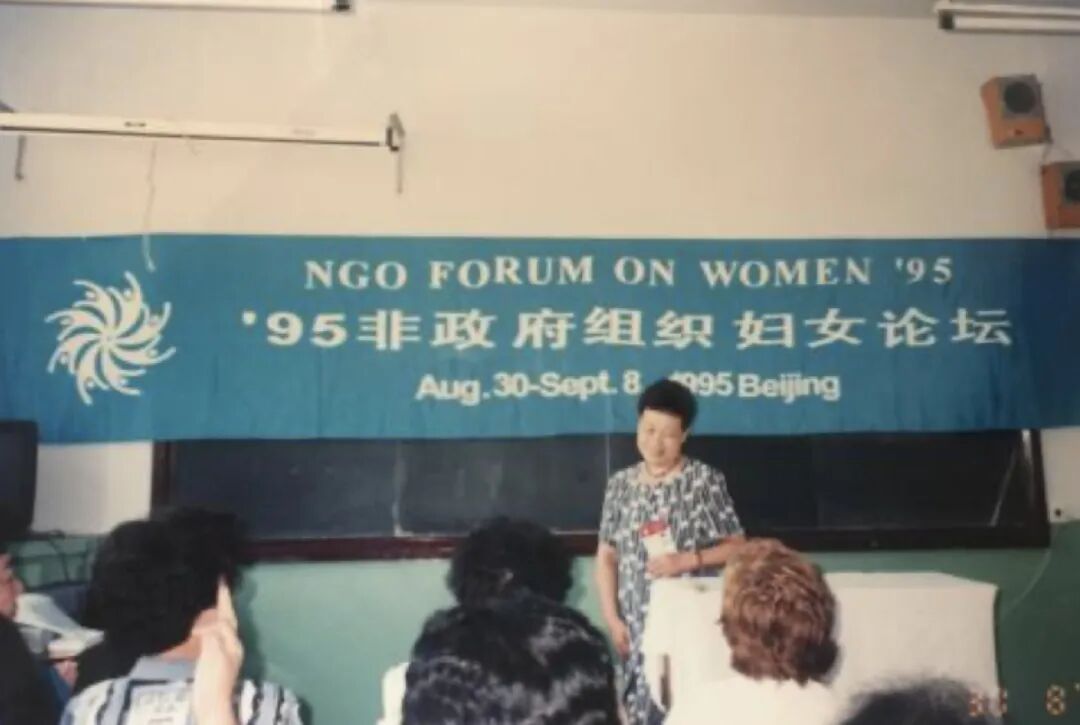 NGO FORUM ON WOMEN '95
'95非政府组织妇女论坛
Aug. 30-Sept. 8 1995 Beijing